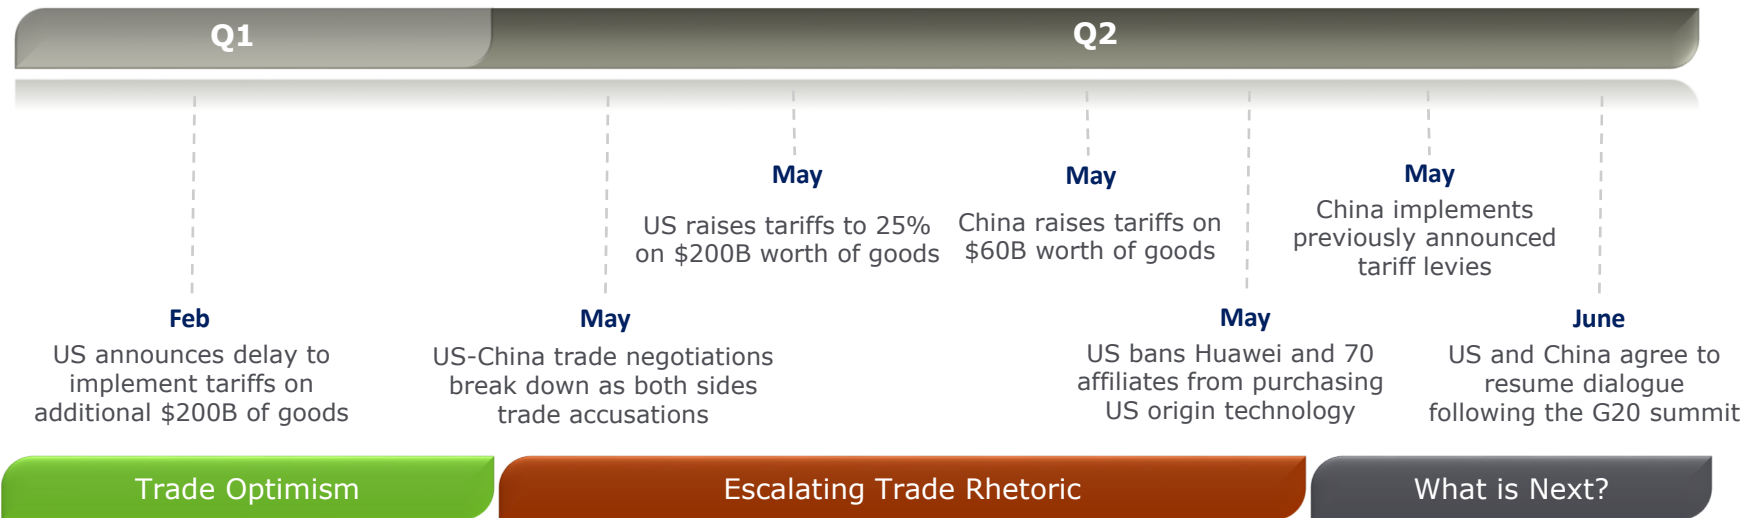 Q1
Q2
Feb
US announces delay to
implement tariffs on
additional $200B of goods
May
US-China trade negotiations
break down as both sides
trade accusations
May
US raises tariffs to 25%
on $200B worth of goods
May
China raises tariffs on
$60B worth of goods
May
US bans Huawei and 70
affiliates from purchasing
US origin technology
May
China implements
previously announced
tariff levies
June
US and China agree to
resume dialogue
following the G20 summit
Trade Optimism
Escalating Trade Rhetoric
What is Next?